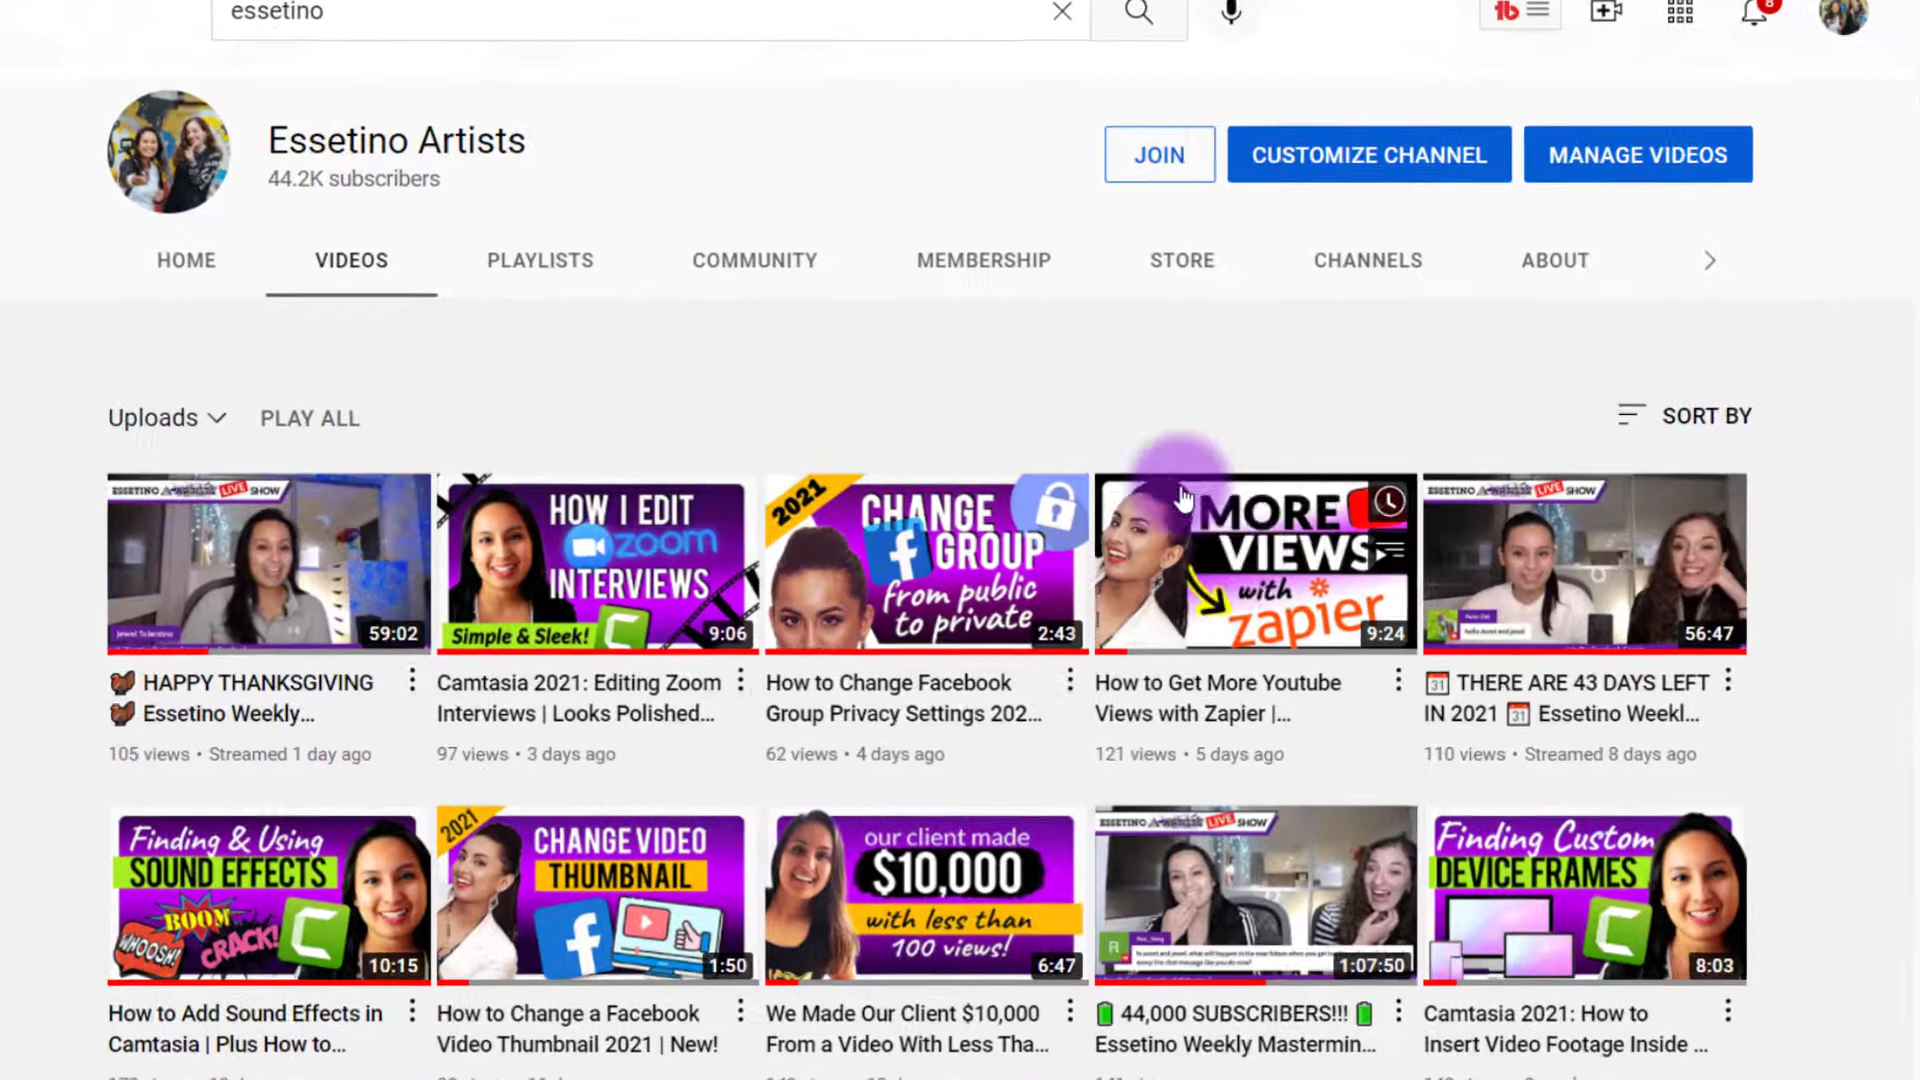 essetino
8
Essetino Artists
44.2K subscribers
JOIN
CUSTOMIZE CHANNEL
MANAGE VIDEOS
HOME
VIDEOS
PLAYLISTS
COMMUNITY
MEMBERSHIP
STORE
CHANNELS
ABOUT
Uploads
PLAY ALL
SORT BY
ESSETINO
LIVE SHOW
Jewel Tolentino
59:02
HOW I EDIT
zoom
INTERVIEWS
Simple & Sleek!
9:06
2021
CHANGE
GROUP
from public
to private
2:43
MORE
VIEWS
with
zapier
9:24
ESSETINO
LIVE SHOW
56:47
HAPPY THANKSGIVING
Essetino Weekly...
105 views • Streamed 1 day ago
Camtasia 2021: Editing Zoom
Interviews | Looks Polished...
97 views • 3 days ago
How to Change Facebook
Group Privacy Settings 202...
62 views • 4 days ago
How to Get More Youtube
Views with Zapier |...
121 views • 5 days ago
THERE ARE 43 DAYS LEFT
IN 2021 Essetino Weekl...
110 views • Streamed 8 days ago
Finding & Using
SOUND EFFECTS
BOOM
WHOOSH!
CRACK!
10:15
2021
CHANGE VIDEO
THUMBNAIL
1:50
our client made
$10,000
with less than
100 views!
6:47
ESSETINO
LIVE SHOW
R
1:07:50
Finding Custom
DEVICE FRAMES
8:03
How to Add Sound Effects in
Camtasia | Plus How to...
How to Change a Facebook
Video Thumbnail 2021 | New!
We Made Our Client $10,000
From a Video With Less Tha...
44,000 SUBSCRIBERS!!!
Essetino Weekly Mastermin...
Camtasia 2021: How to
Insert Video Footage Inside ...